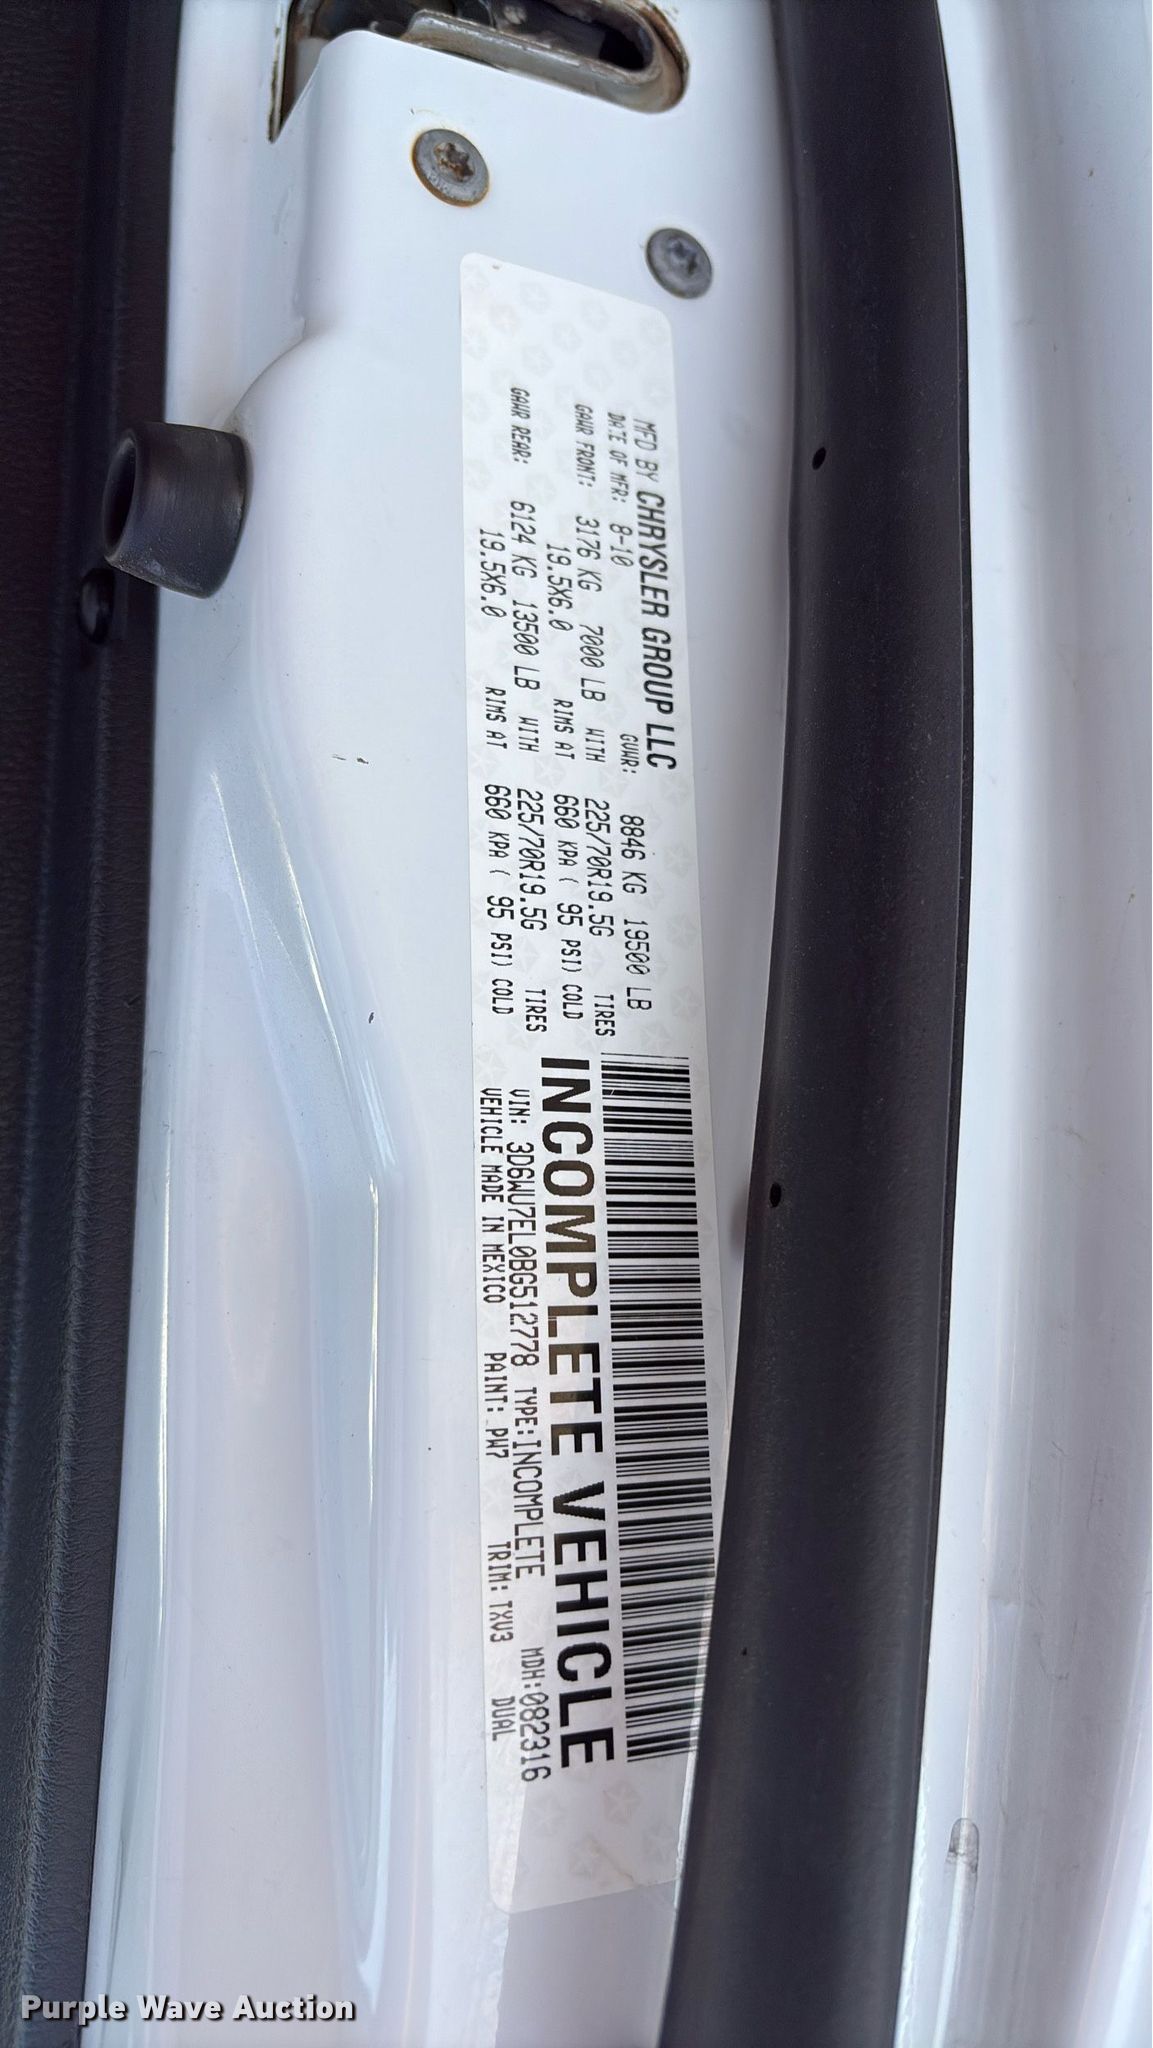 MFD BY CHRYSLER GROUP LLC
DATE OF MFR: 8-10 GVWR: 8846 KG 19500 LB
GAWR FRONT: 3176 KG 7000 LB WITH 225/70R19.5G TIRES
19.5X6.0 RIMS AT 660 KPA ( 95 PSI) COLD
GAWR REAR: 6124 KG 13500 LB WITH 225/70R19.5G TIRES
19.5X6.0 RIMS AT 660 KPA ( 95 PSI) COLD
INCOMPLETE VEHICLE
VIN: 3D6WU7EL0BG512778 TYPE: INCOMPLETE MDH: 082316
VEHICLE MADE IN MEXICO PAINT: PW7 TRIM: TXV3 DUAL
Purple Wave Auction